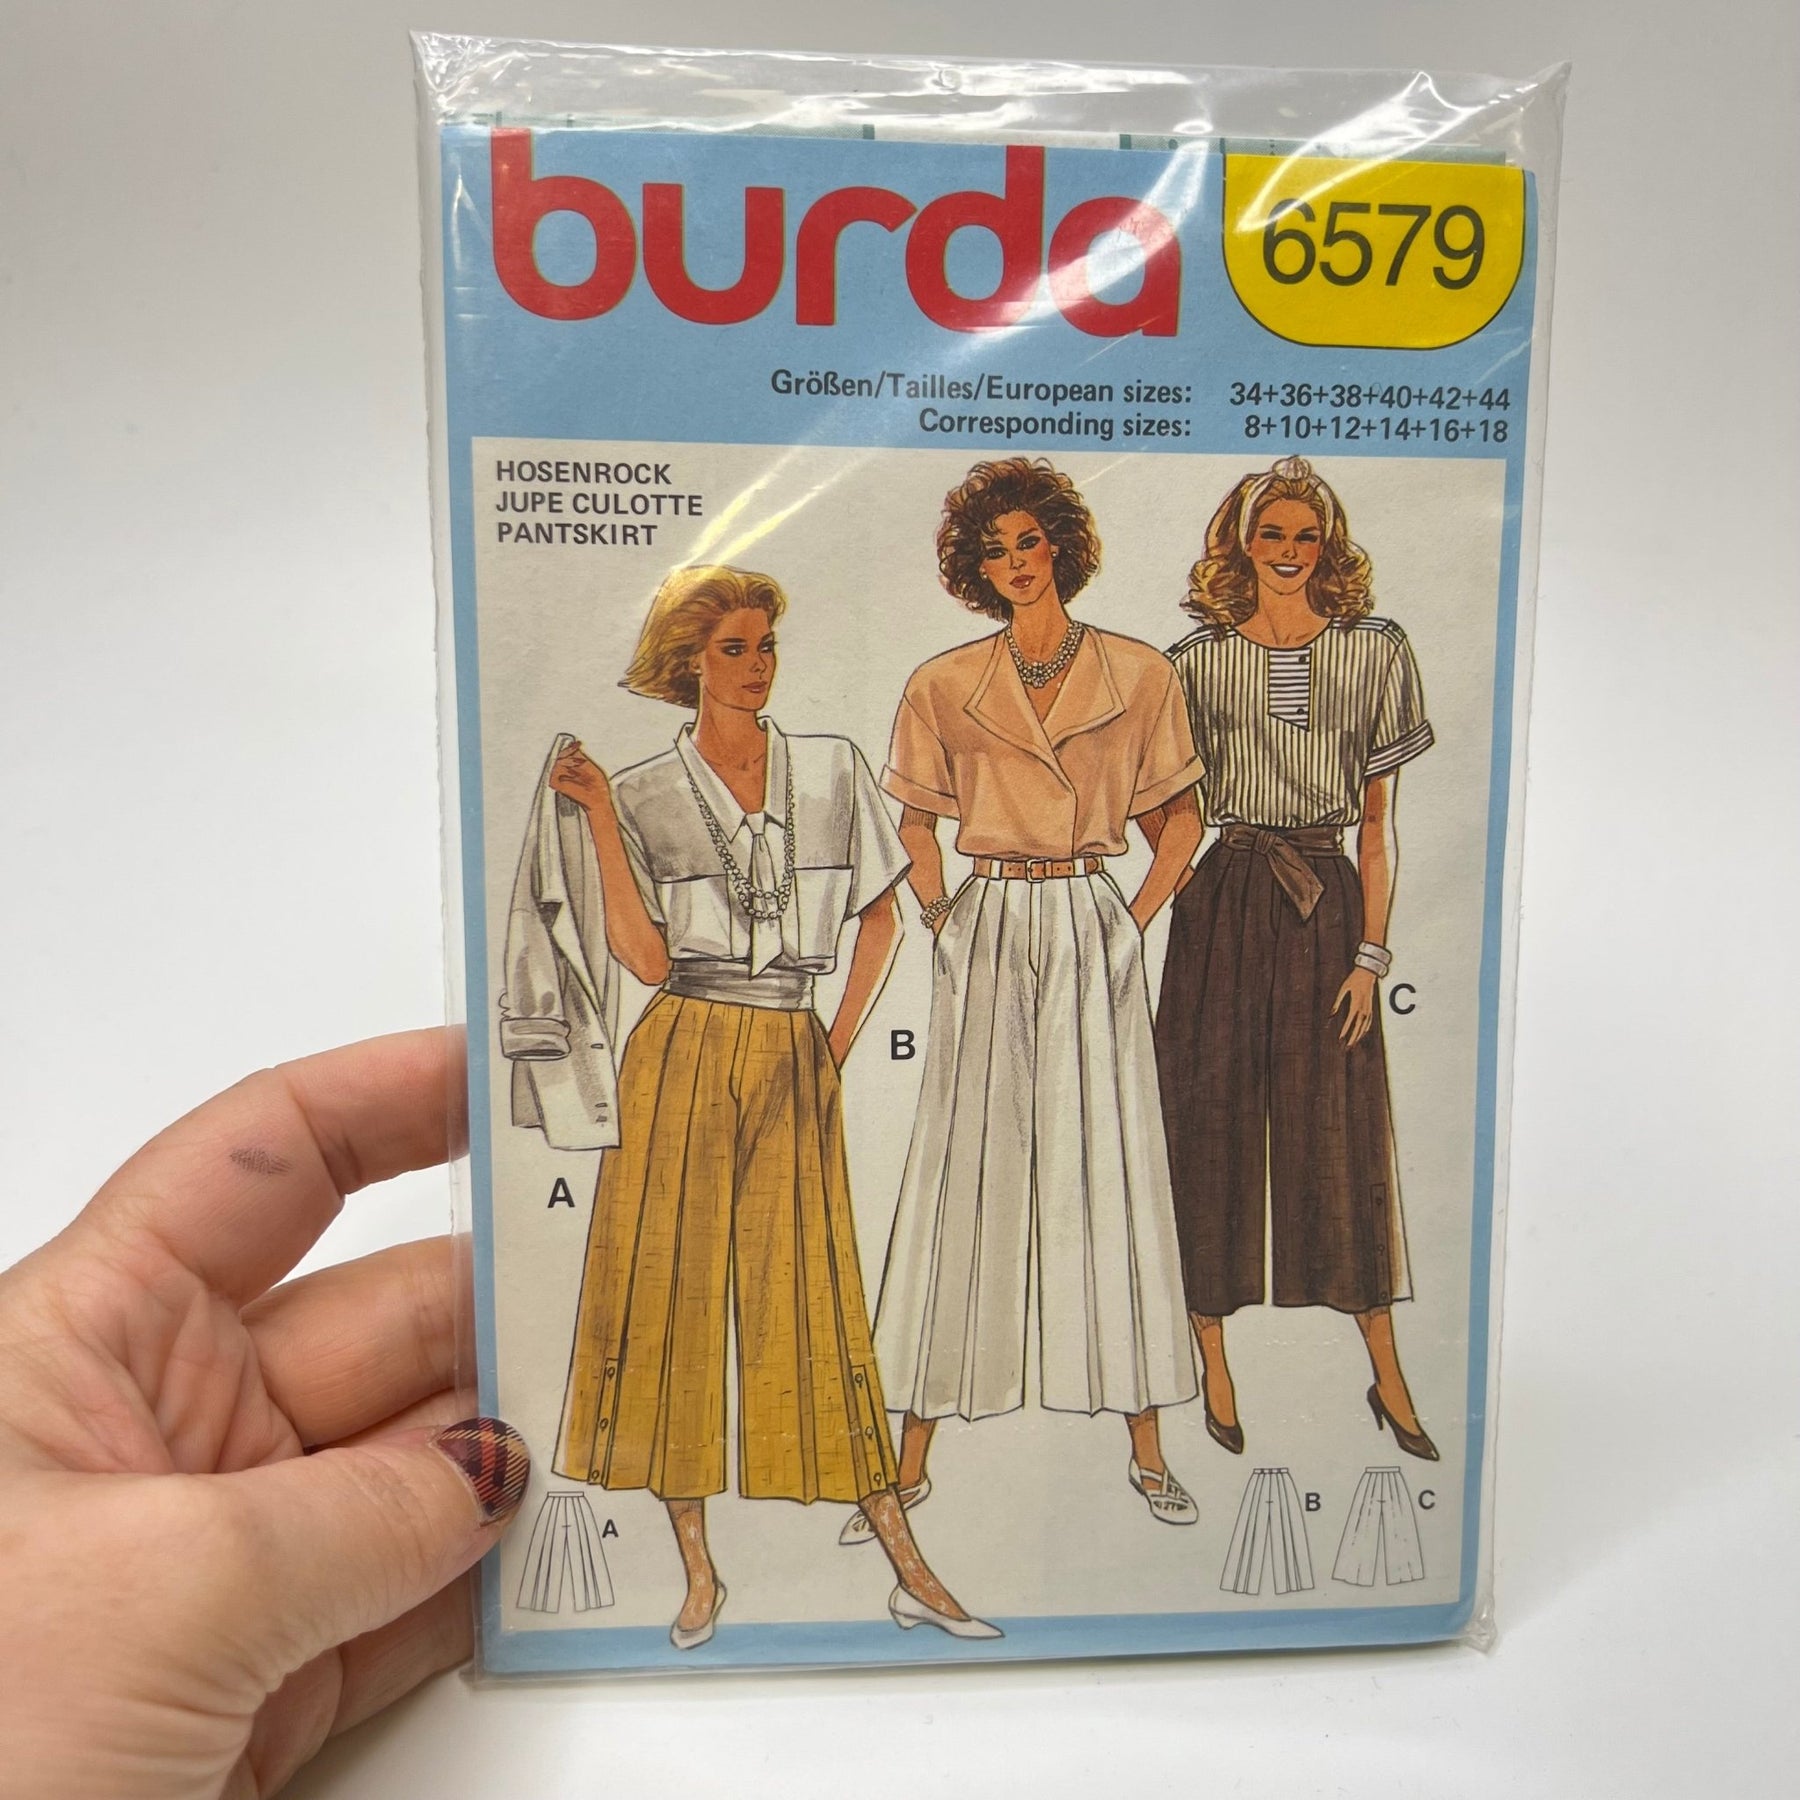 burda
6579
Größen/Tailles/European sizes: 34+36+38+40+42+44
Corresponding sizes: 8+10+12+14+16+18
HOSENROCK
JUPE CULOTTE
PANTSKIRT
C
B
A
B
C
A